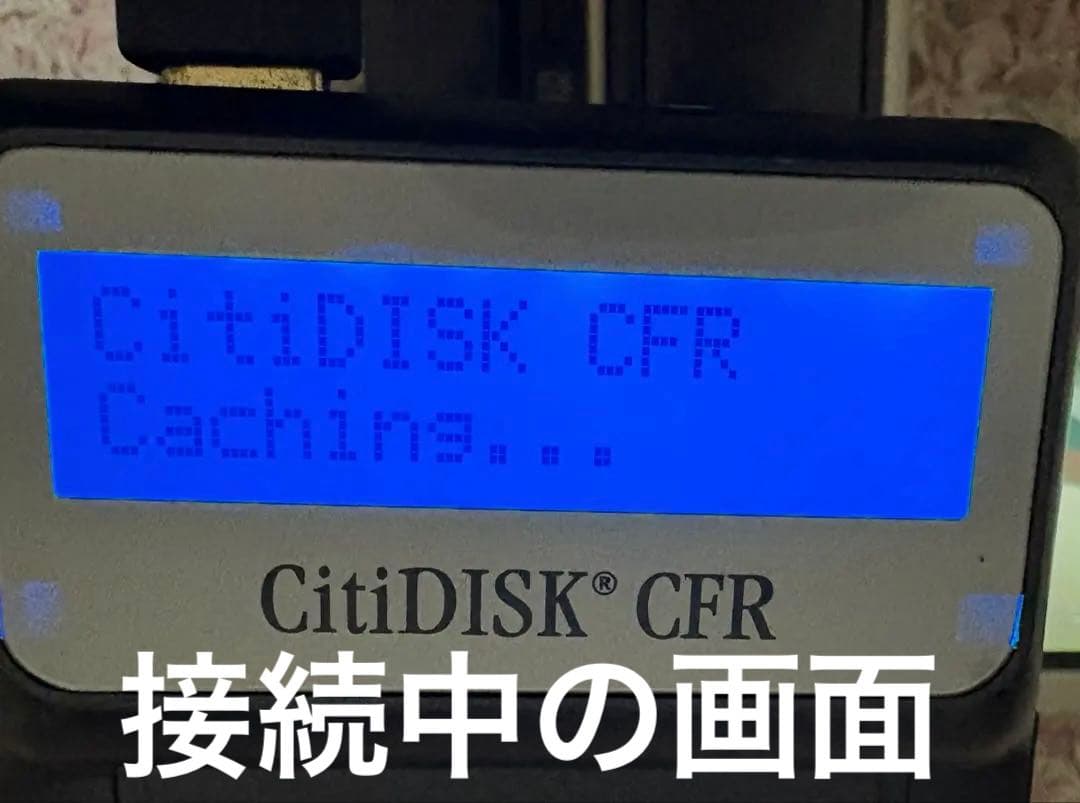 CitiDISK CFR
Caching...
CitiDISK® CFR
接続中の画面